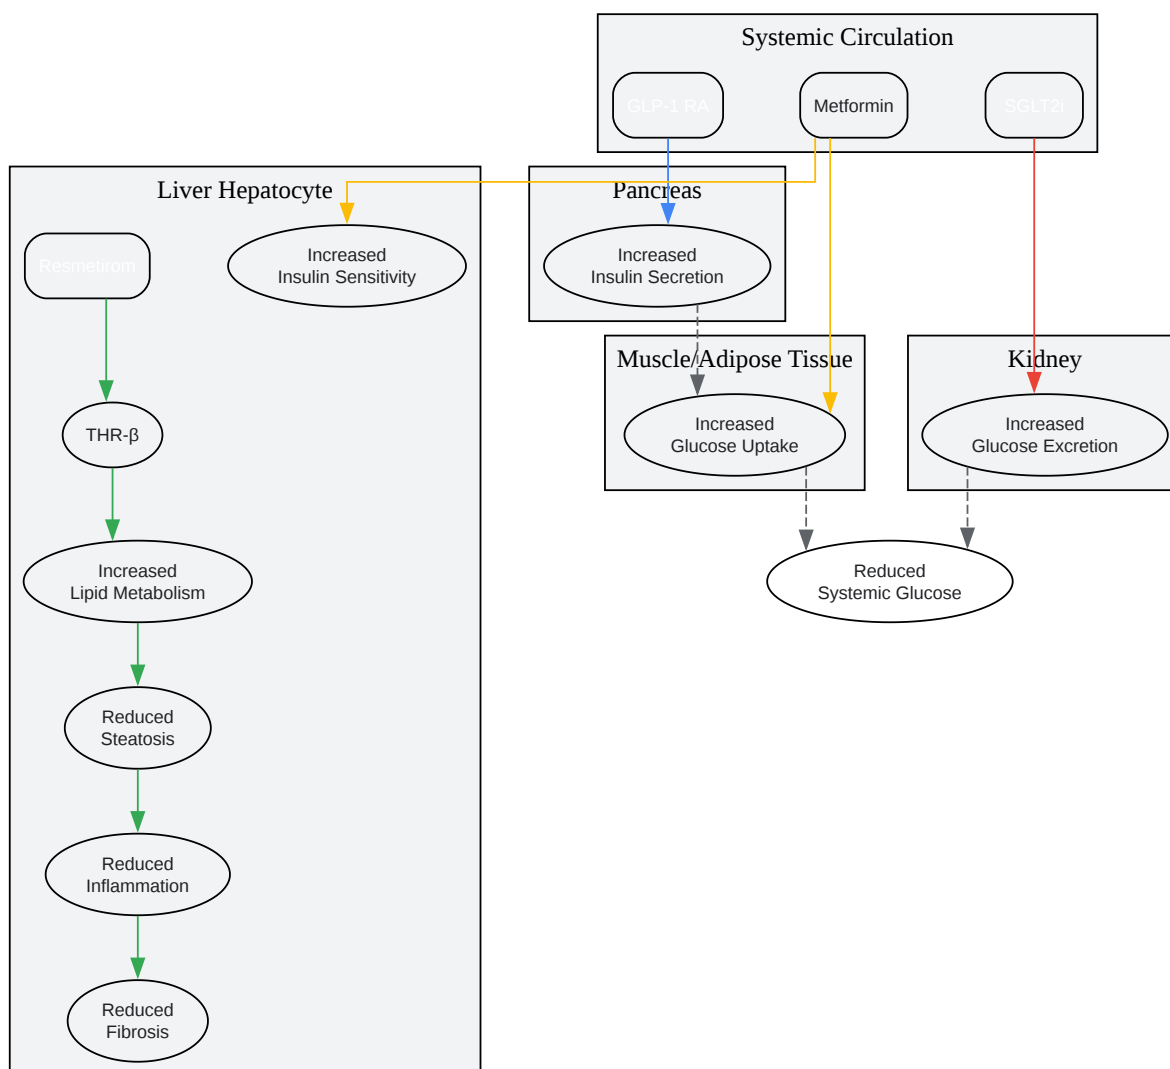 Systemic Circulation
GLP-1 RA
Metformin
SGLT2i
Liver Hepatocyte
Pancreas
Resmetirom
Increased
Insulin Sensitivity
Increased
Insulin Secretion
Muscle/Adipose Tissue
Kidney
THR-β
Increased
Glucose Uptake
Increased
Glucose Excretion
Increased
Lipid Metabolism
Reduced
Systemic Glucose
Reduced
Steatosis
Reduced
Inflammation
Reduced
Fibrosis